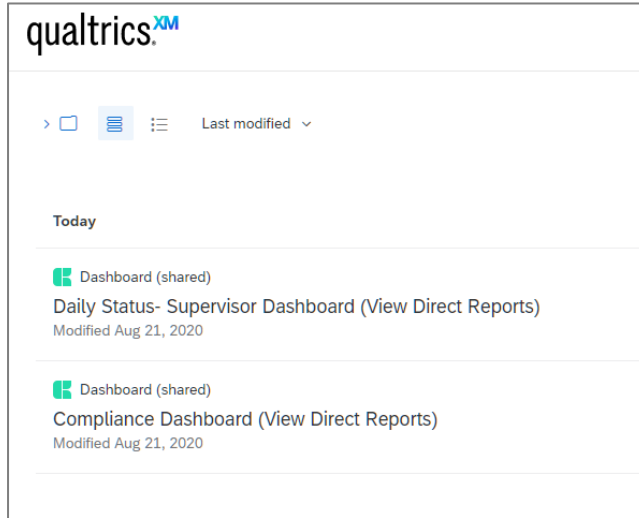 qualtrics.XM
Last modified
Today
Dashboard (shared)
Daily Status- Supervisor Dashboard (View Direct Reports)
Modified Aug 21, 2020
Dashboard (shared)
Compliance Dashboard (View Direct Reports)
Modified Aug 21, 2020